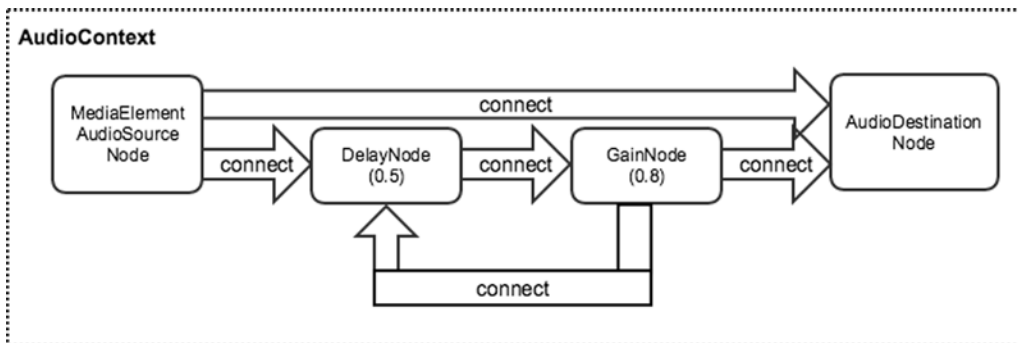 AudioContext
MediaElement
AudioSource
Node
connect
AudioDestination
Node
connect
DelayNode
(0.5)
connect
GainNode
(0.8)
connect
connect